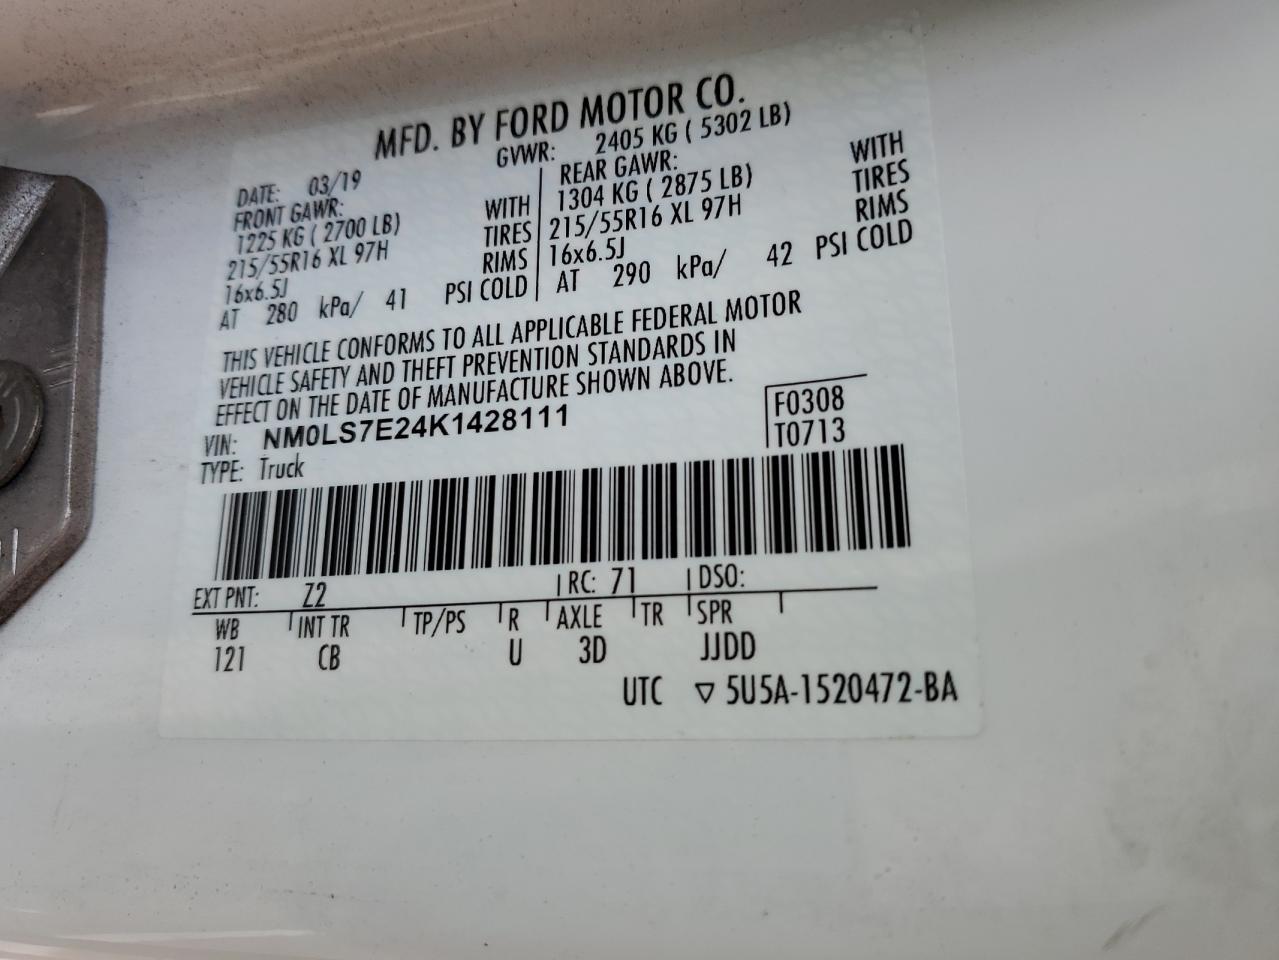 MFD. BY FORD MOTOR CO.
DATE: 03/19 GVWR: 2405 KG ( 5302 LB)
FRONT GAWR: REAR GAWR:
1225 KG ( 2700 LB) WITH 1304 KG ( 2875 LB) WITH
215/55R16 XL 97H TIRES 215/55R16 XL 97H TIRES
16x6.5J RIMS 16x6.5J RIMS
AT 280 kPa/ 41 PSI COLD AT 290 kPa/ 42 PSI COLD
THIS VEHICLE CONFORMS TO ALL APPLICABLE FEDERAL MOTOR
VEHICLE SAFETY AND THEFT PREVENTION STANDARDS IN
EFFECT ON THE DATE OF MANUFACTURE SHOWN ABOVE.
VIN: NM0LS7E24K1428111 F0308
TYPE: Truck T0713
EXT PNT: Z2 RC: 71 DSO:
WB INT TR TP/PS R AXLE TR SPR
121 CB U 3D JJDD
UTC ▽ 5U5A-1520472-BA